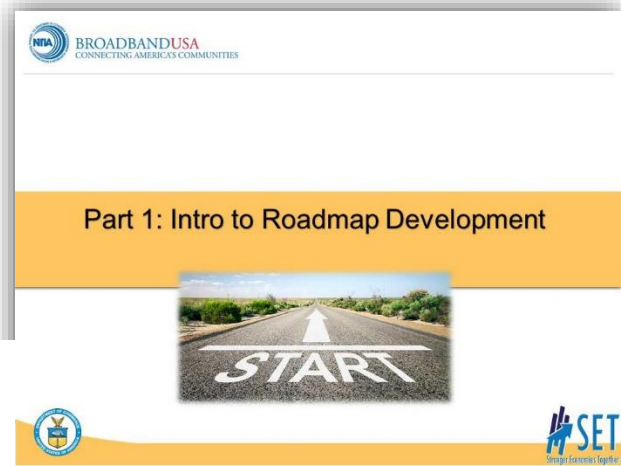 NTIA
BROADBANDUSA
CONNECTING AMERICA'S COMMUNITIES
Part 1: Intro to Roadmap Development
START
SET
Stronger Economies Together